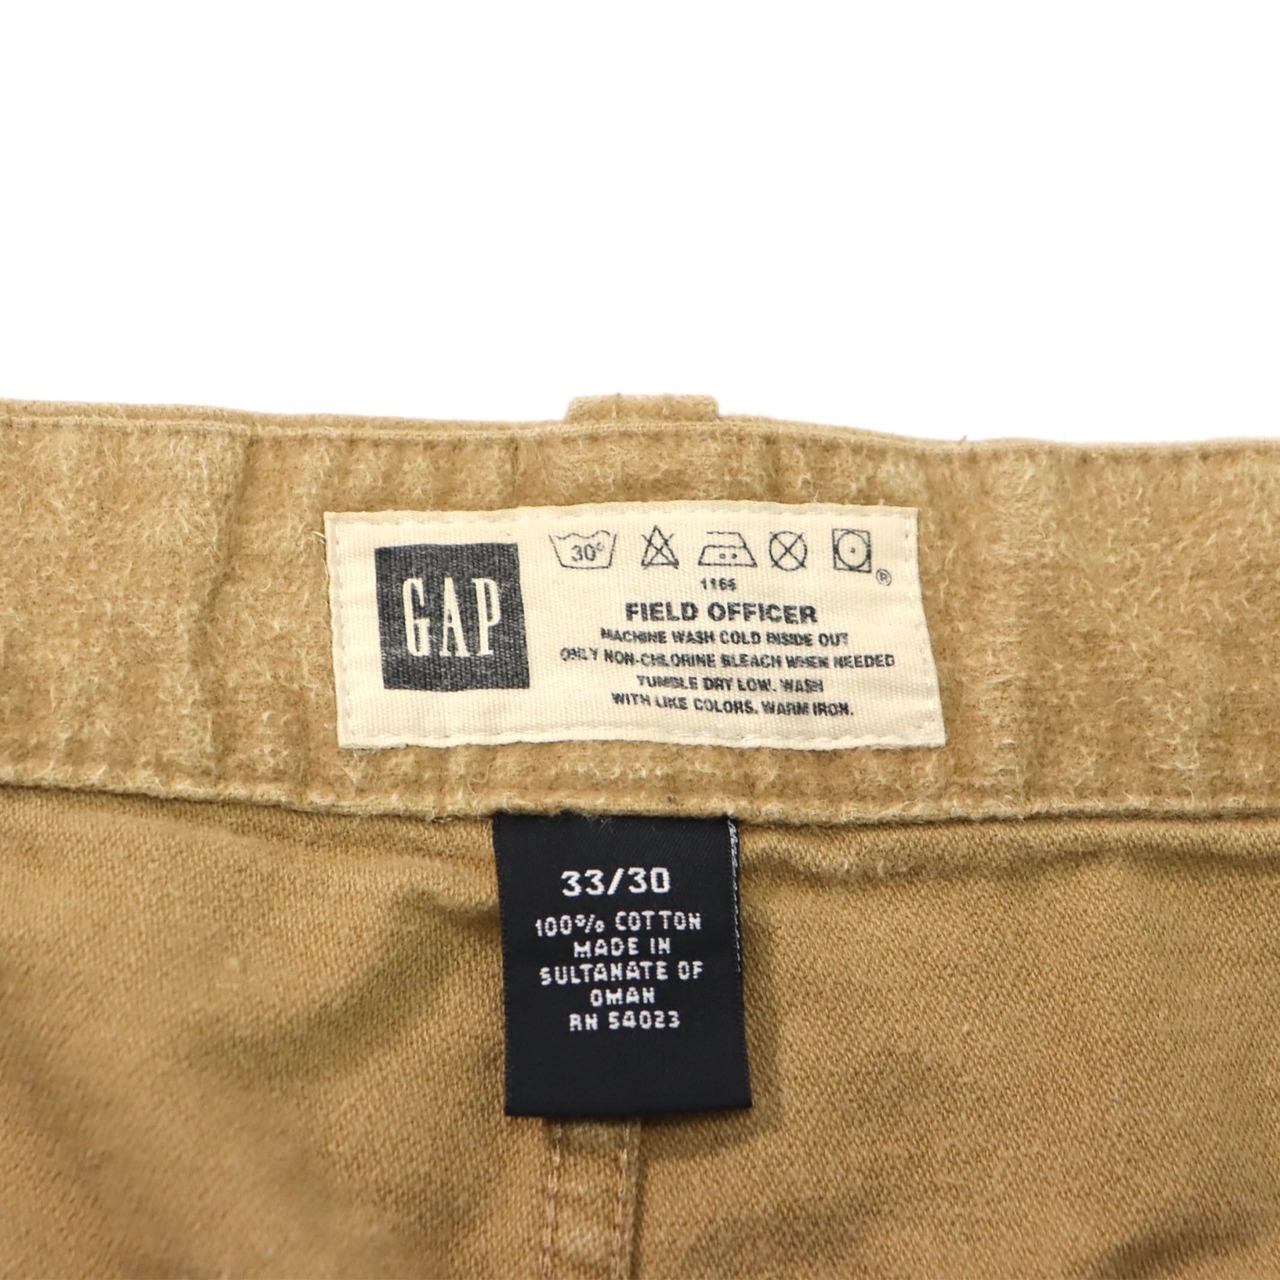 GAP
30°
®
1166
FIELD OFFICER
MACHINE WASH COLD INSIDE OUT
ONLY NON-CHLORINE BLEACH WHEN NEEDED
TUMBLE DRY LOW. WASH
WITH LIKE COLORS. WARM IRON.
33/30
100% COTTON
MADE IN
SULTANATE OF
OMAN
RN 54023